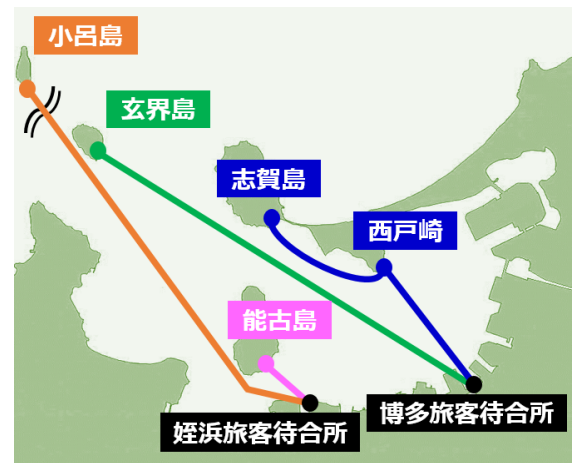 小呂島
玄界島
志賀島
西戸崎
能古島
姪浜旅客待合所
博多旅客待合所